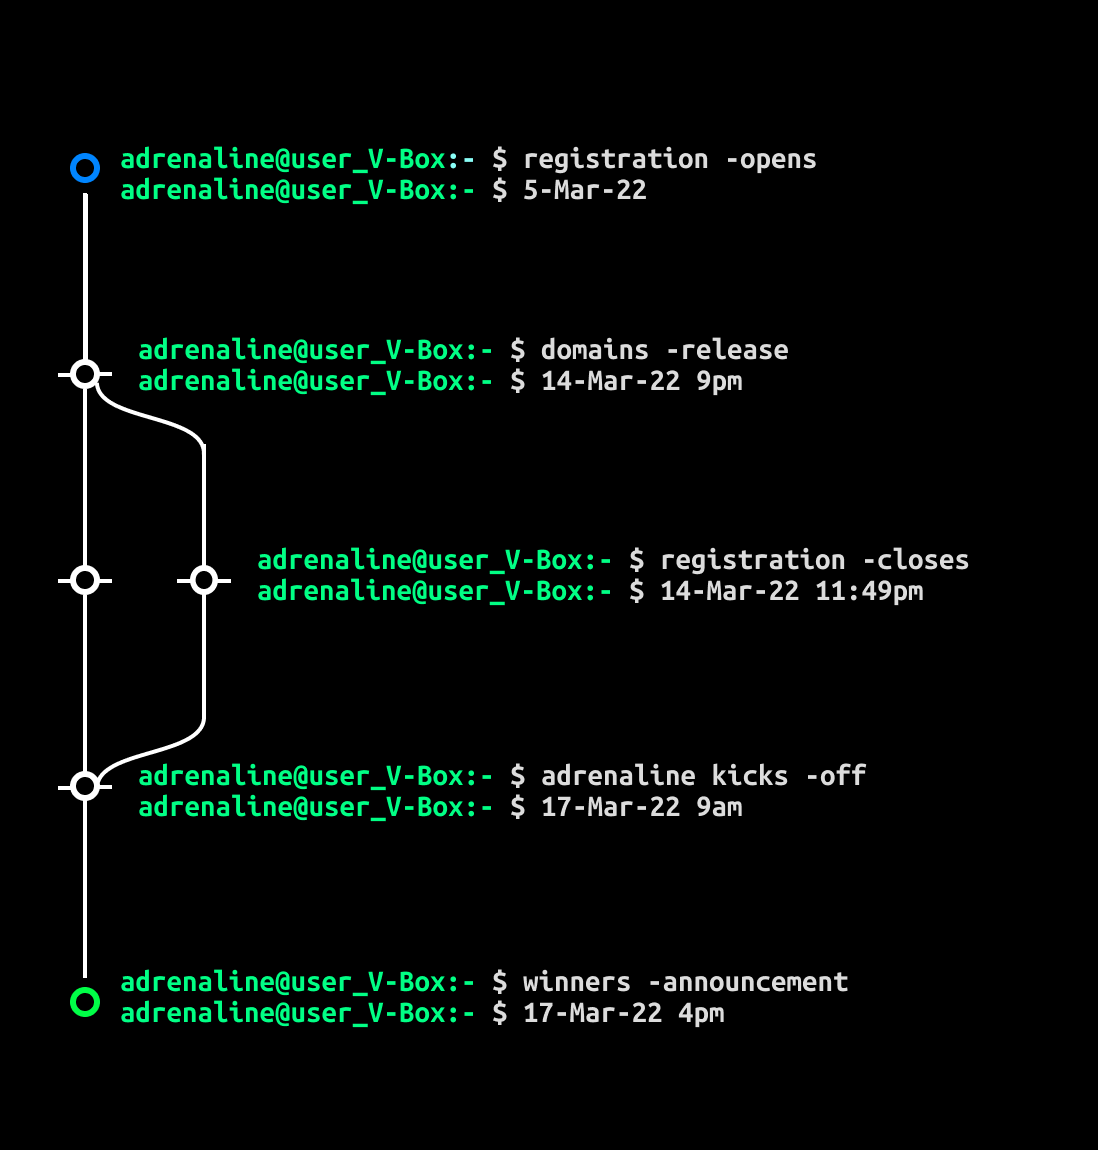 adrenaline@user_V-Box:- $ registration -opens
adrenaline@user_V-Box:- $ 5-Mar-22
adrenaline@user_V-Box:- $ domains -release
adrenaline@user_V-Box:- $ 14-Mar-22 9pm
adrenaline@user_V-Box:- $ registration -closes
adrenaline@user_V-Box:- $ 14-Mar-22 11:49pm
adrenaline@user_V-Box:- $ adrenaline kicks -off
adrenaline@user_V-Box:- $ 17-Mar-22 9am
adrenaline@user_V-Box:- $ winners -announcement
adrenaline@user_V-Box:- $ 17-Mar-22 4pm